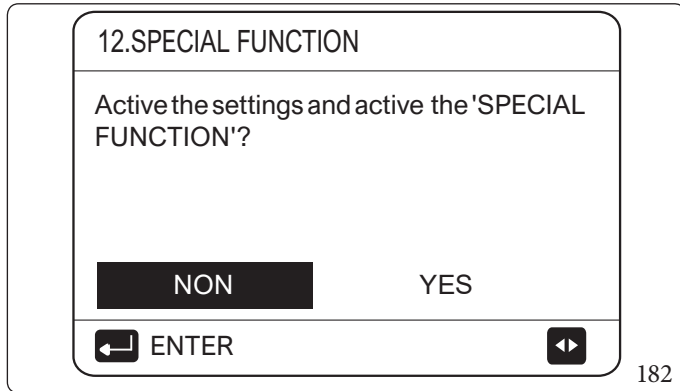 12.SPECIAL FUNCTION
Active the settings and active the 'SPECIAL
FUNCTION'?
NON YES
ENTER
182